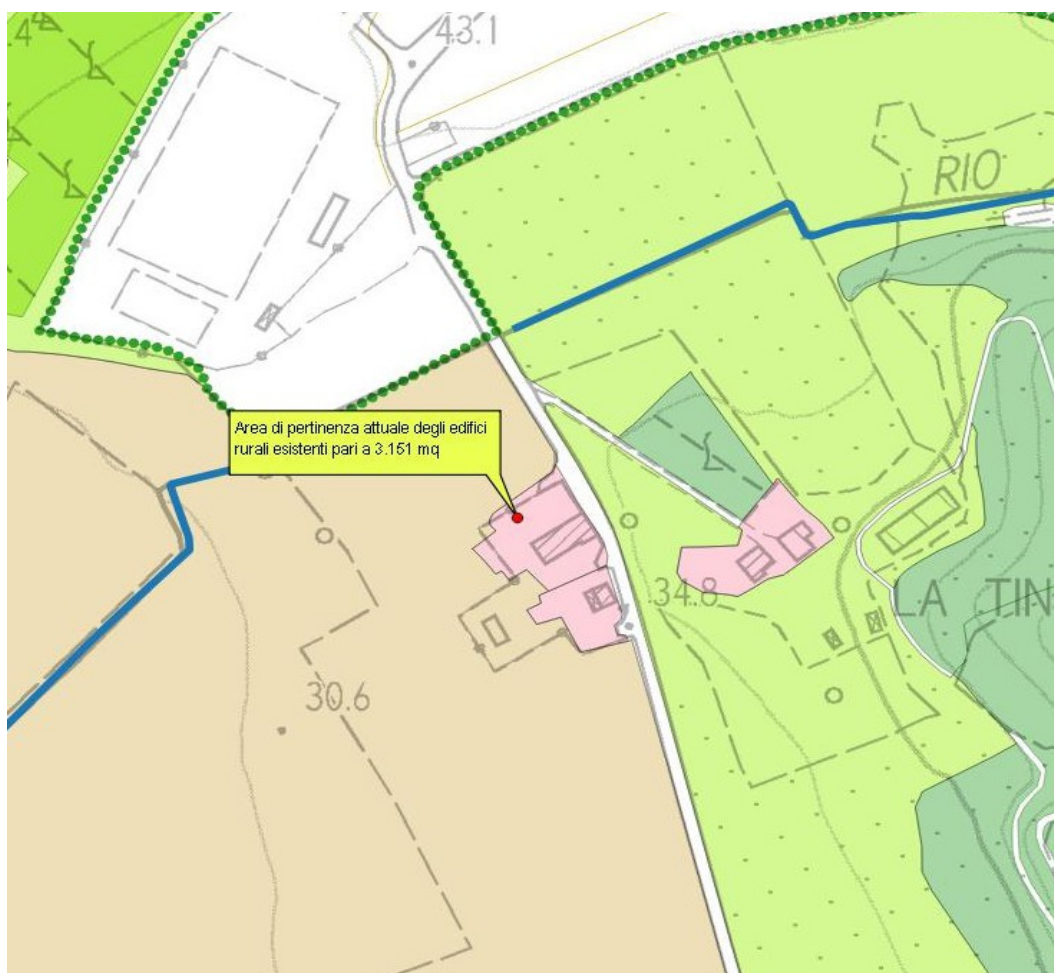 .4
43.1
RIO
Area di pertinenza attuale degli edifici
rurali esistenti pari a 3.151 mq
34.8
LA TIN
30.6